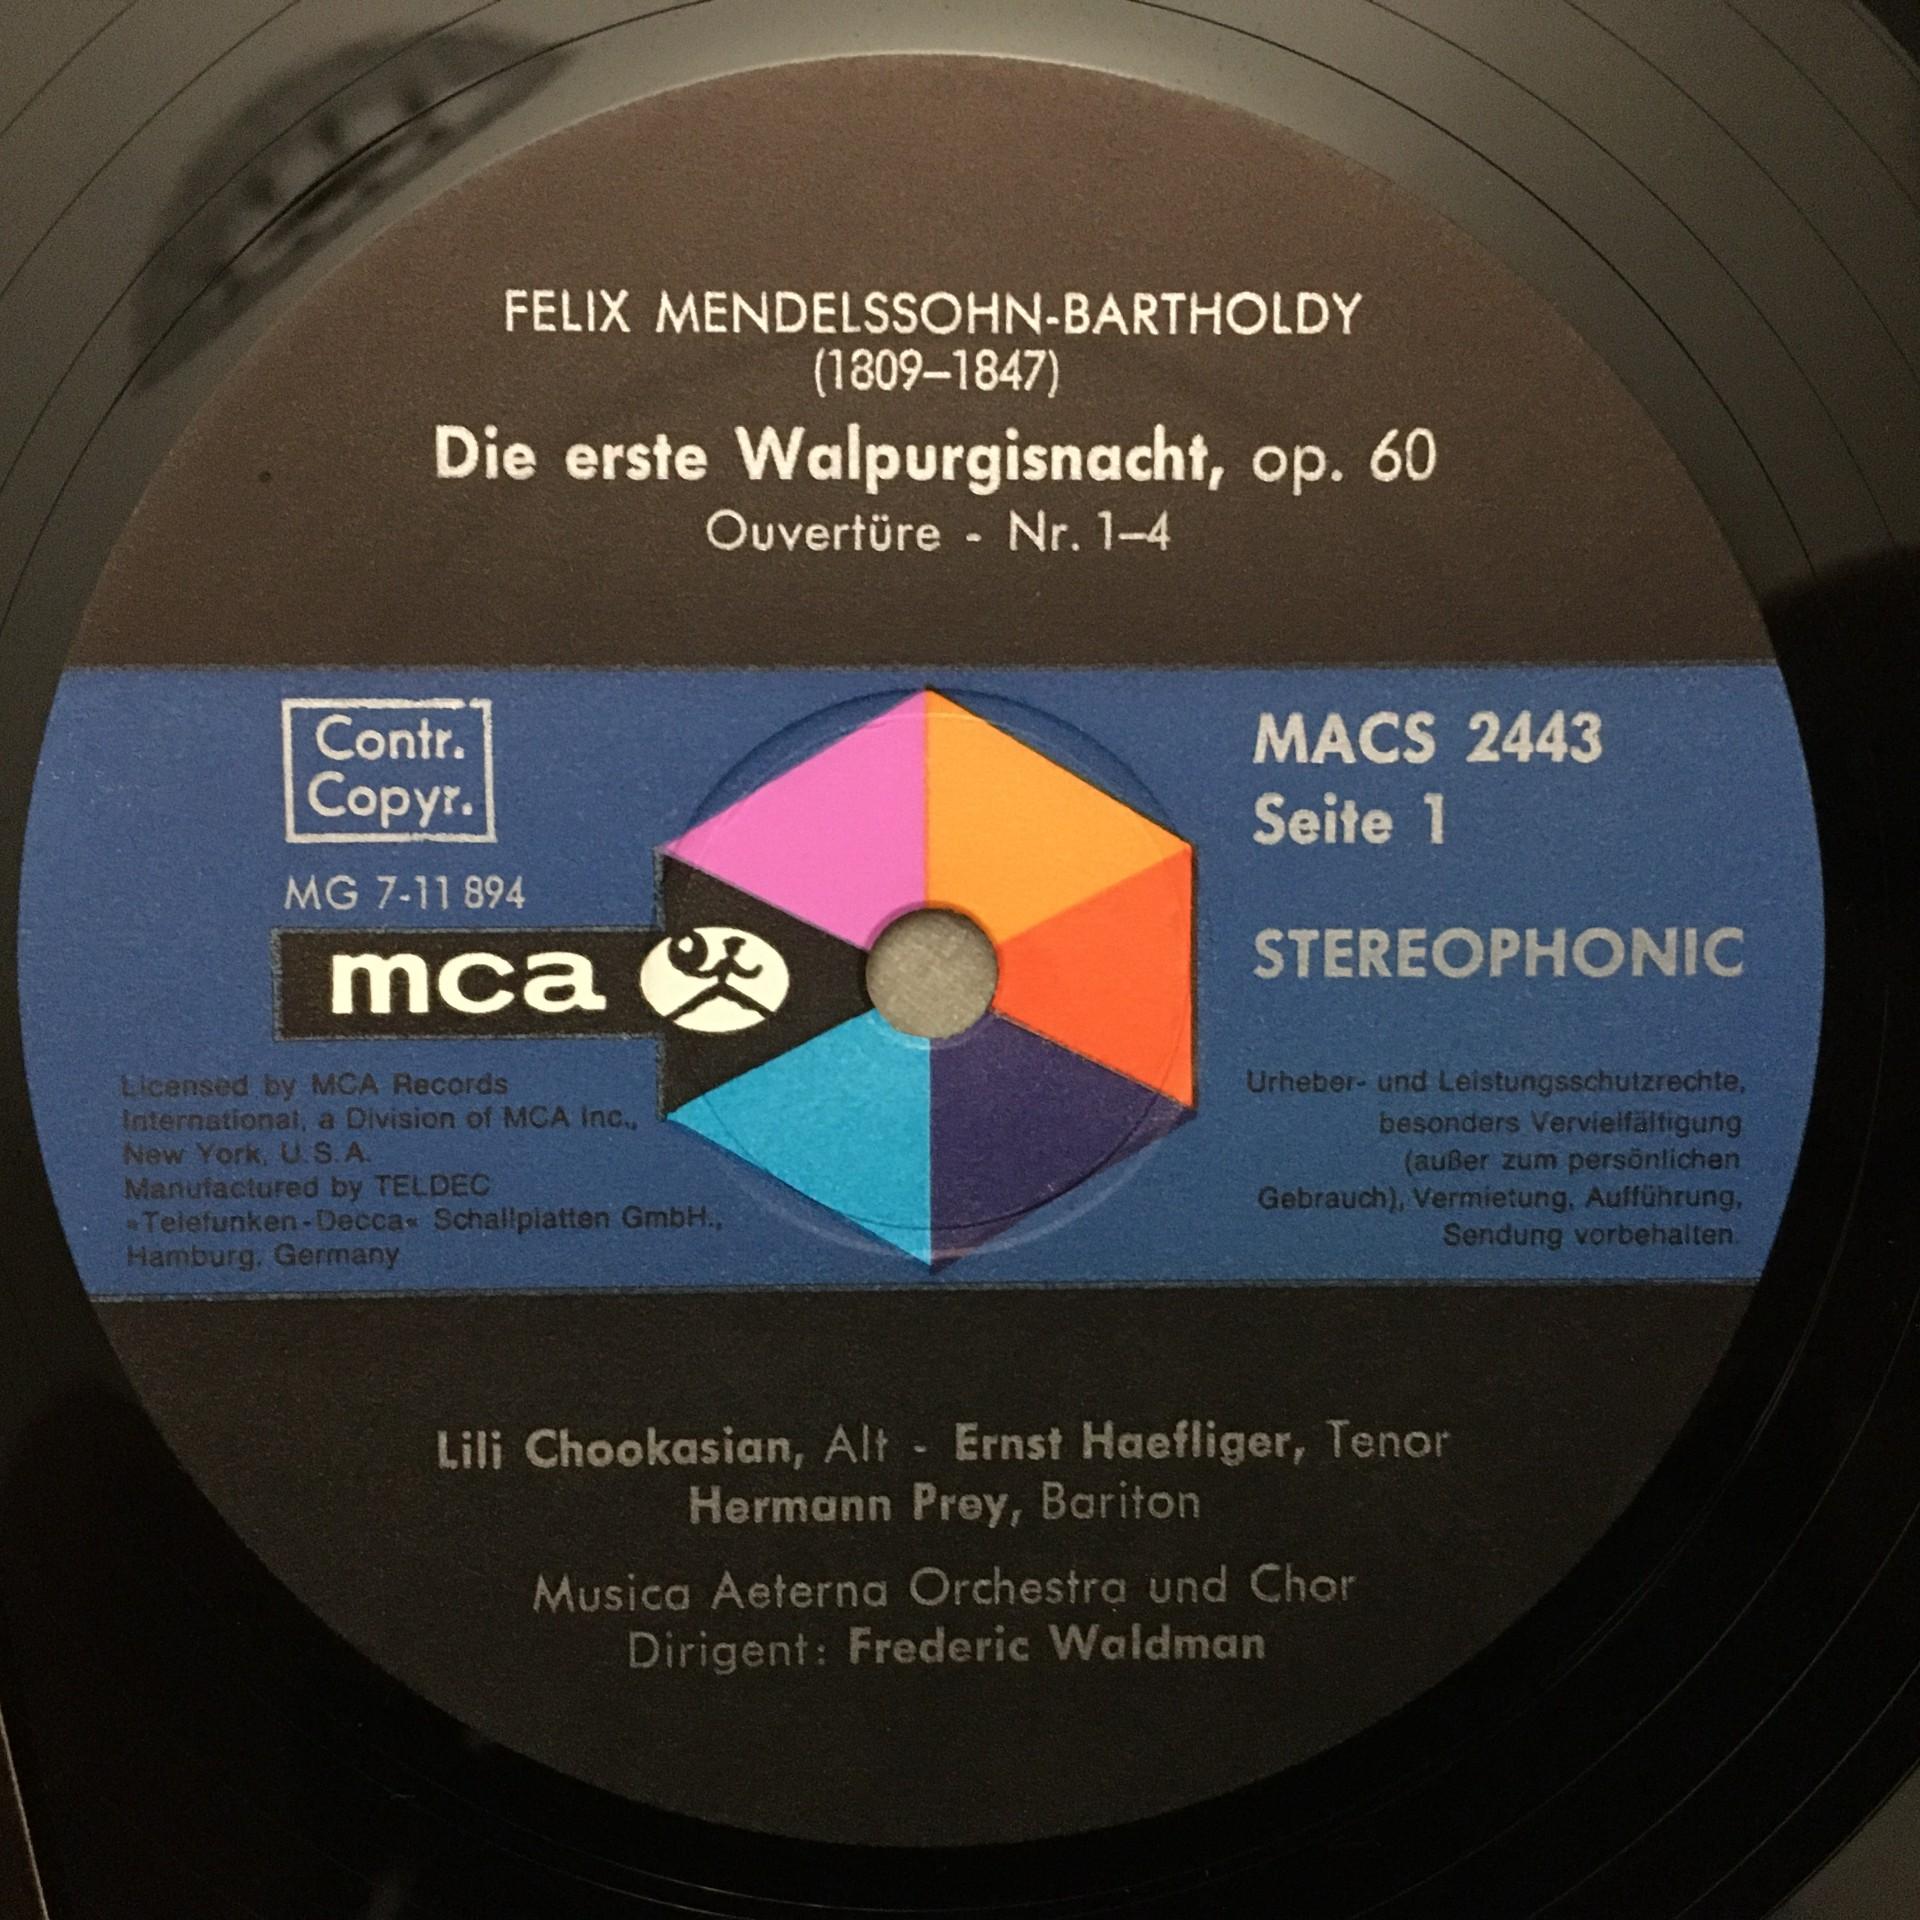 FELIX MENDELSSOHN-BARTHOLDY
(1809–1847)
Die erste Walpurgisnacht, op. 60
Ouvertüre - Nr. 1–4
Contr.
Copyr.
MG 7-11 894
mca
MACS 2443
Seite 1
STEREOPHONIC
Licensed by MCA Records
International, a Division of MCA Inc.,
New York, U.S.A.
Manufactured by TELDEC
»Telefunken-Decca« Schallplatten GmbH.,
Hamburg, Germany
Urheber- und Leistungsschutzrechte,
besonders Vervielfältigung
(außer zum persönlichen
Gebrauch), Vermietung, Aufführung,
Sendung vorbehalten.
Lili Chookasian, Alt - Ernst Haefliger, Tenor
Hermann Prey, Bariton
Musica Aeterna Orchestra und Chor
Dirigent: Frederic Waldman